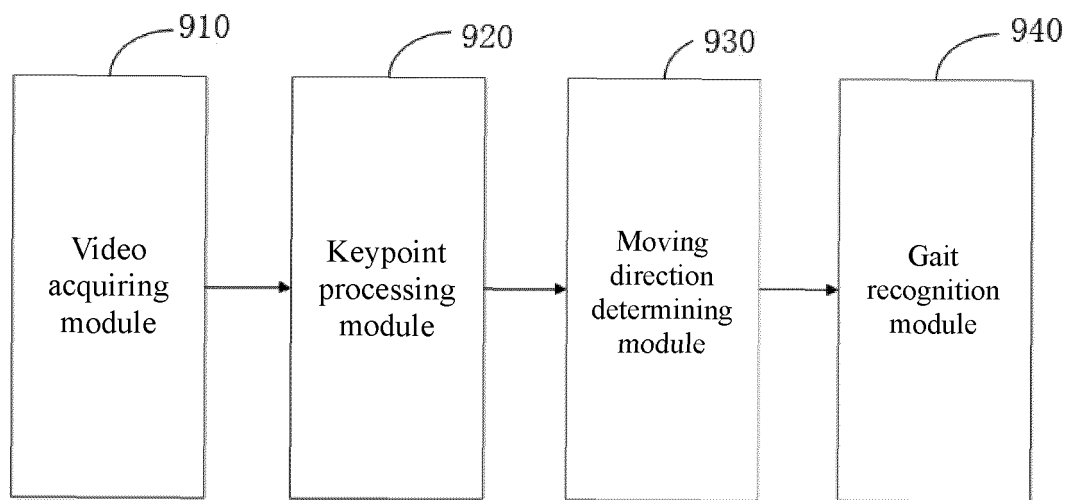 910
920
930
940
Video
acquiring
module
Keypoint
processing
module
Moving
direction
determining
module
Gait
recognition
module